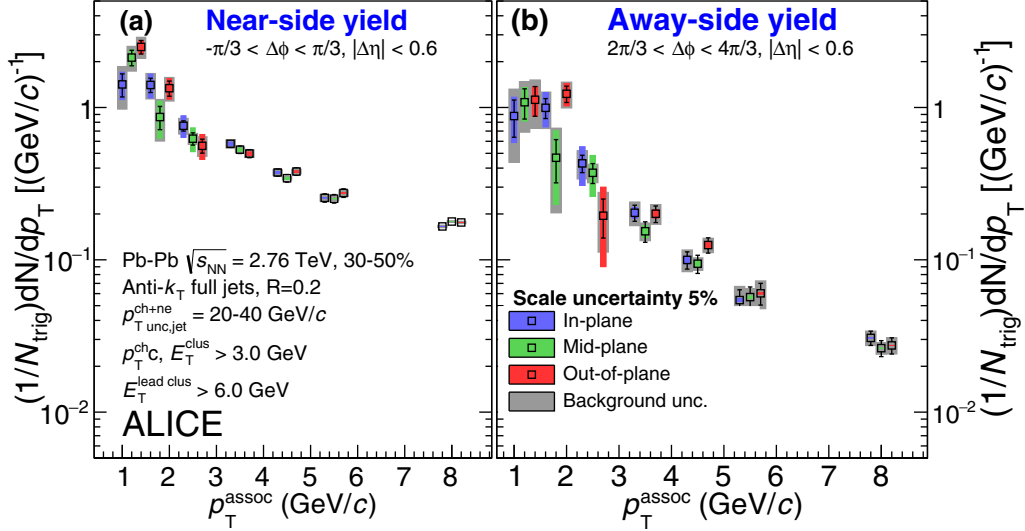 (a) Near-side yield
-π/3 < Δϕ < π/3, |Δη| < 0.6
(1/N_trig)dN/dp_T [(GeV/c)^-1]
1
10^-1
10^-2
Pb-Pb √s_NN = 2.76 TeV, 30-50%
Anti-k_T full jets, R=0.2
p_T unc,jet^ch+ne = 20-40 GeV/c
p_T^ch c, E_T^clus > 3.0 GeV
E_T^lead clus > 6.0 GeV
ALICE
1 2 3 4 5 6 7 8
p_T^assoc (GeV/c)
(b) Away-side yield
2π/3 < Δϕ < 4π/3, |Δη| < 0.6
Scale uncertainty 5%
In-plane
Mid-plane
Out-of-plane
Background unc.
1 2 3 4 5 6 7 8
p_T^assoc (GeV/c)
1
10^-1
10^-2
(1/N_trig)dN/dp_T [(GeV/c)^-1]